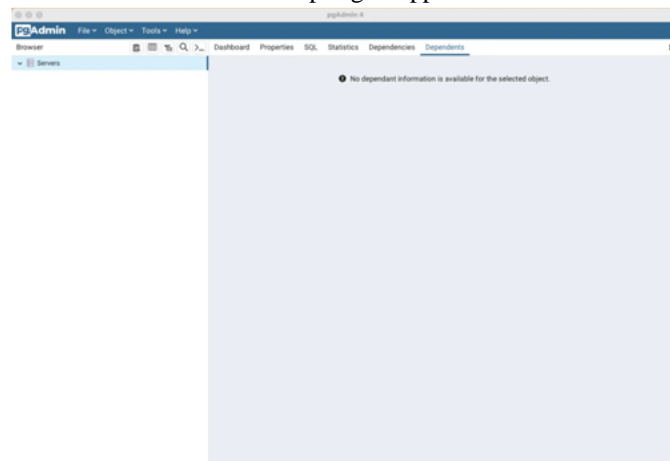 pgAdmin 4
pgAdmin File Object Tools Help
Browser Dashboard Properties SQL Statistics Dependencies Dependents
Servers
No dependant information is available for the selected object.